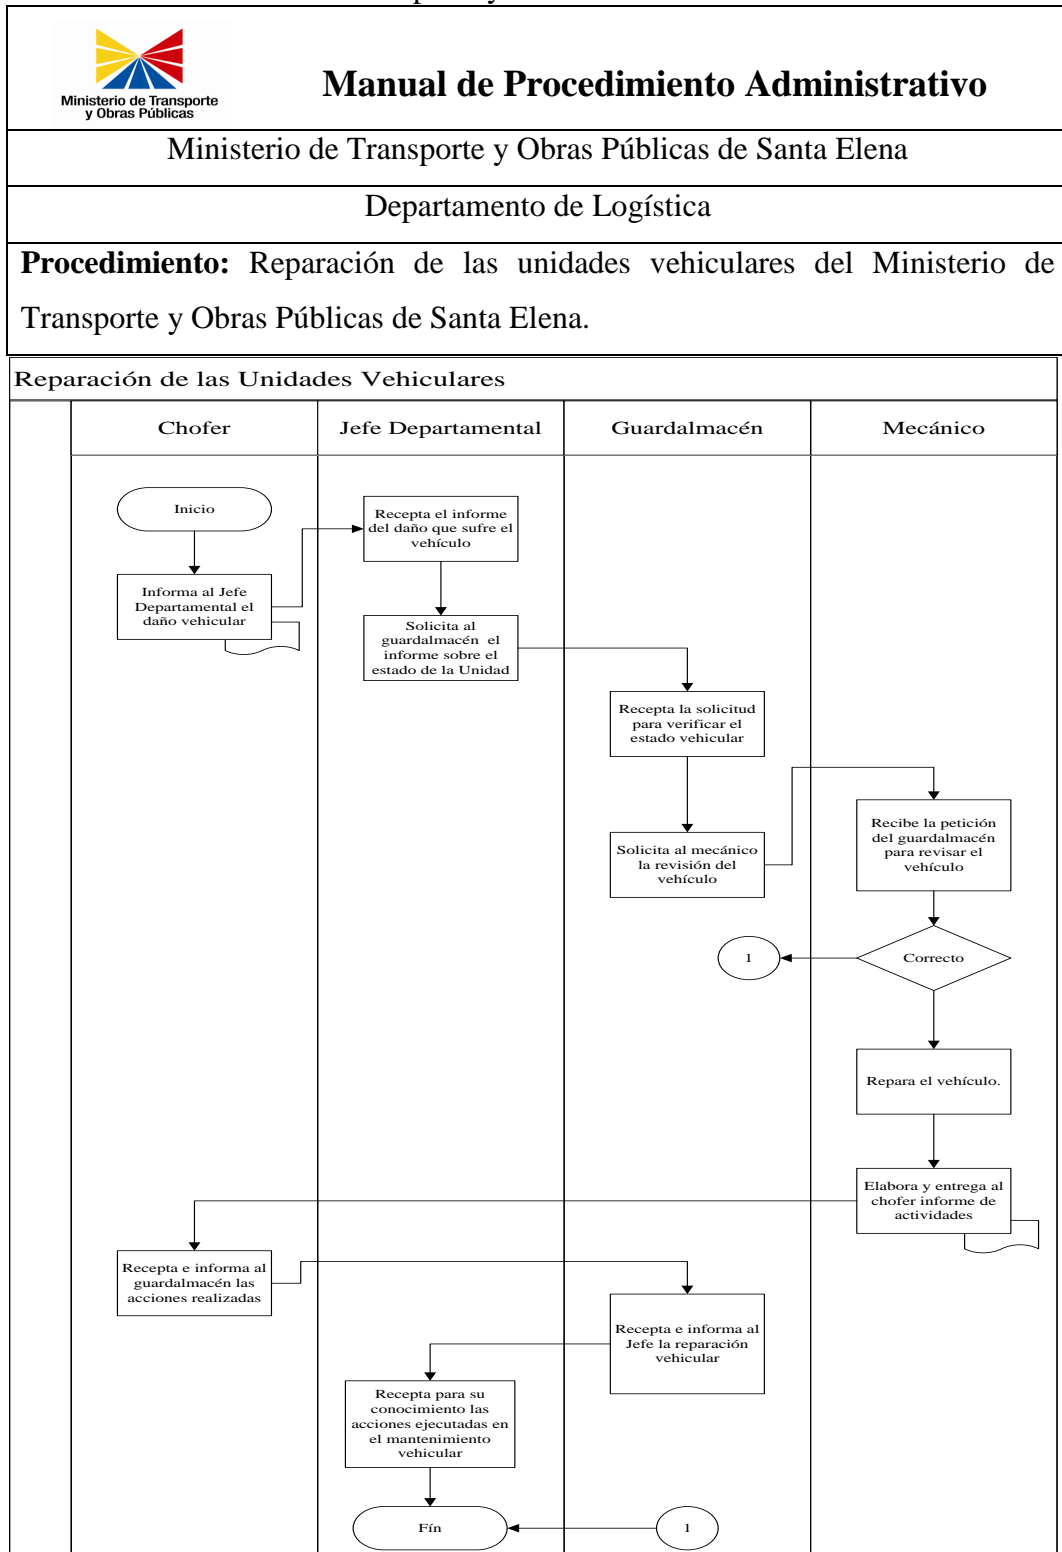 Ministerio de Transporte
y Obras Públicas
Manual de Procedimiento Administrativo
Ministerio de Transporte y Obras Públicas de Santa Elena
Departamento de Logística
Procedimiento: Reparación de las unidades vehiculares del Ministerio de
Transporte y Obras Públicas de Santa Elena.
Reparación de las Unidades Vehiculares
Chofer
Jefe Departamental
Guardalmacén
Mecánico
Inicio
Recepta el informe
del daño que sufre el
vehículo
Informa al Jefe
Departamental el
daño vehicular
Solicita al
guardalmacén el
informe sobre el
estado de la Unidad
Recepta la solicitud
para verificar el
estado vehicular
Solicita al mecánico
la revisión del
vehículo
Recibe la petición
del guardalmacén
para revisar el
vehículo
1
Correcto
Repara el vehículo.
Elabora y entrega al
chofer informe de
actividades
Recepta e informa al
guardalmacén las
acciones realizadas
Recepta e informa al
Jefe la reparación
vehicular
Recepta para su
conocimiento las
acciones ejecutadas en
el mantenimiento
vehicular
Fín
1